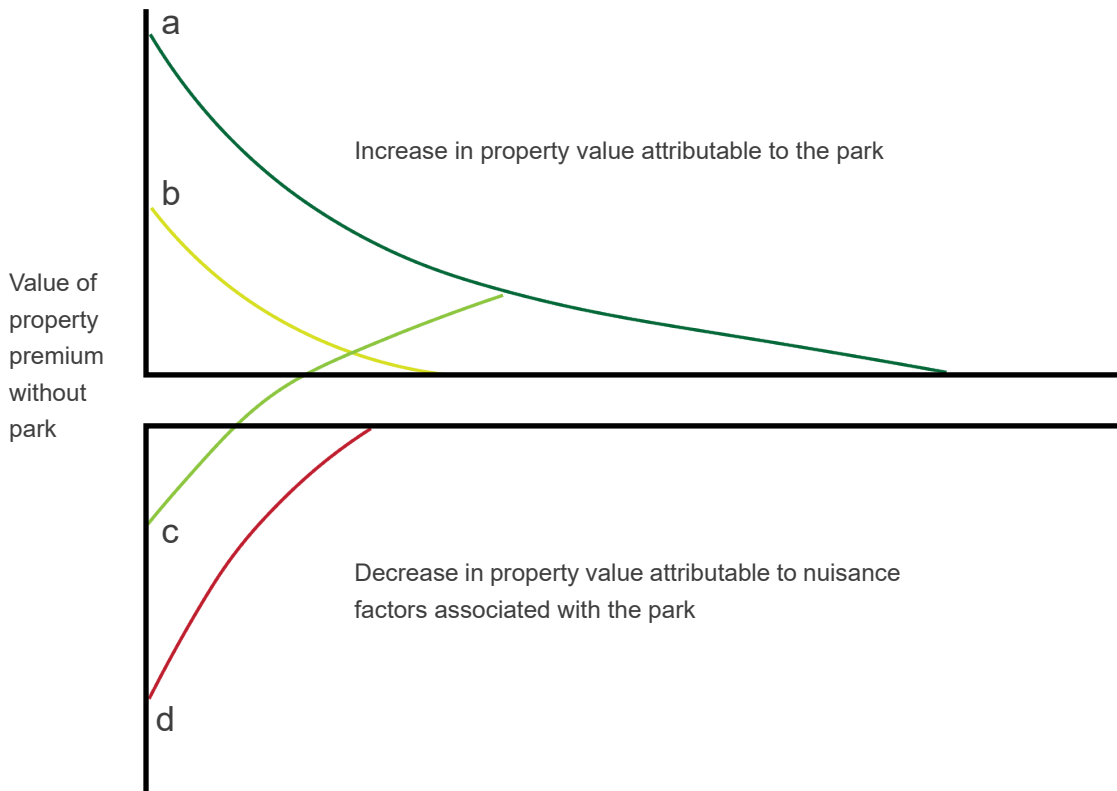 a
Increase in property value attributable to the park
b
Value of
property
premium
without
park
c
Decrease in property value attributable to nuisance
factors associated with the park
d